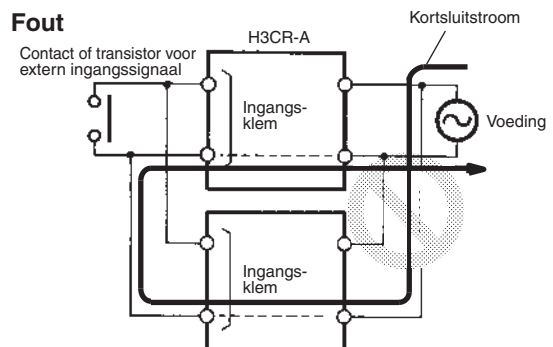 Fout
Kortsluitstroom
H3CR-A
Contact of transistor voor
extern ingangssignaal
Ingangs-
klem
Voeding
Ingangs-
klem